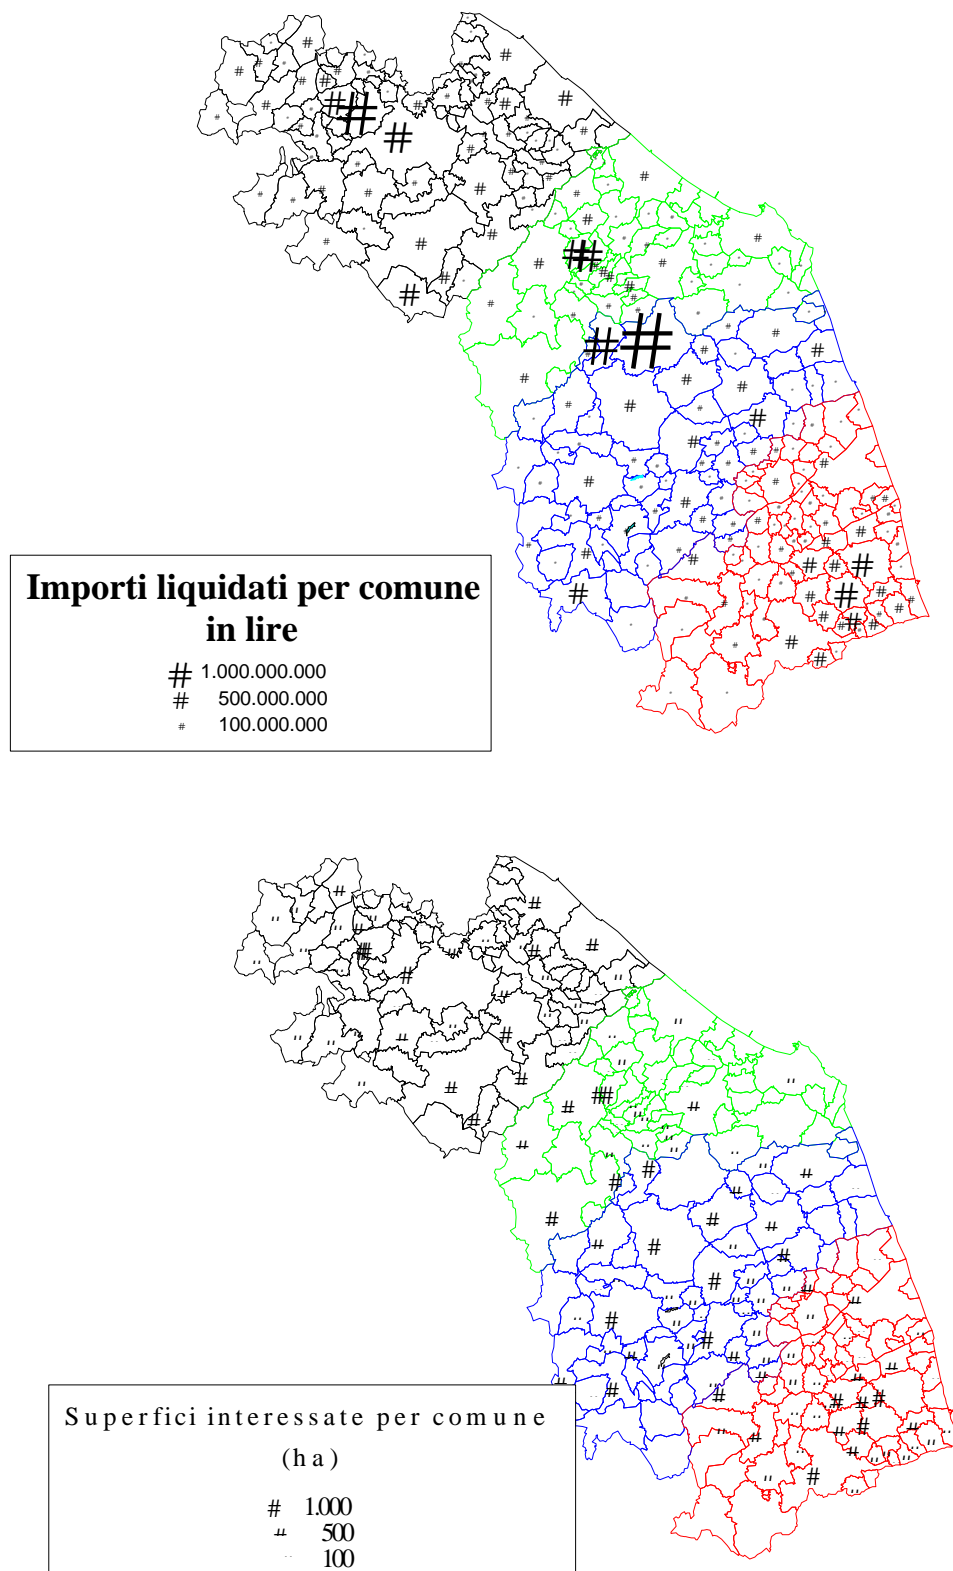 Importi liquidati per comune
in lire
# 1.000.000.000
# 500.000.000
# 100.000.000
Superfici interessate per comune
(ha)
# 1.000
500
100